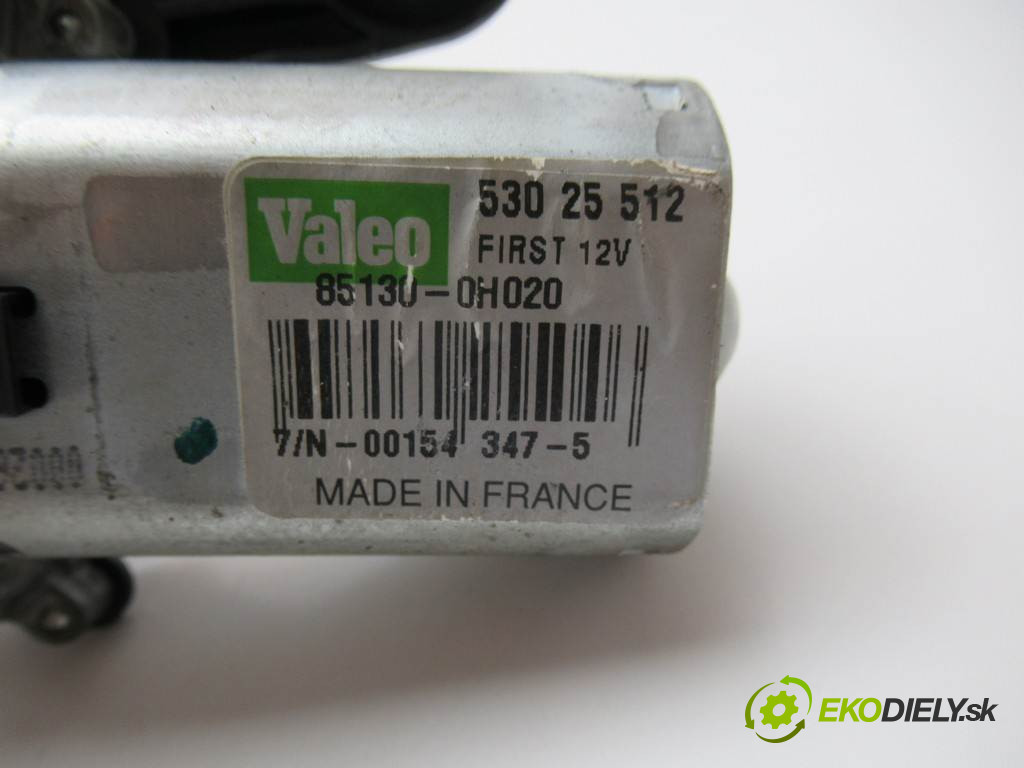 Valeo
530 25 512
FIRST 12V
85130-0H020
7/N-00154 347-5
MADE IN FRANCE
EKODIELY.sk